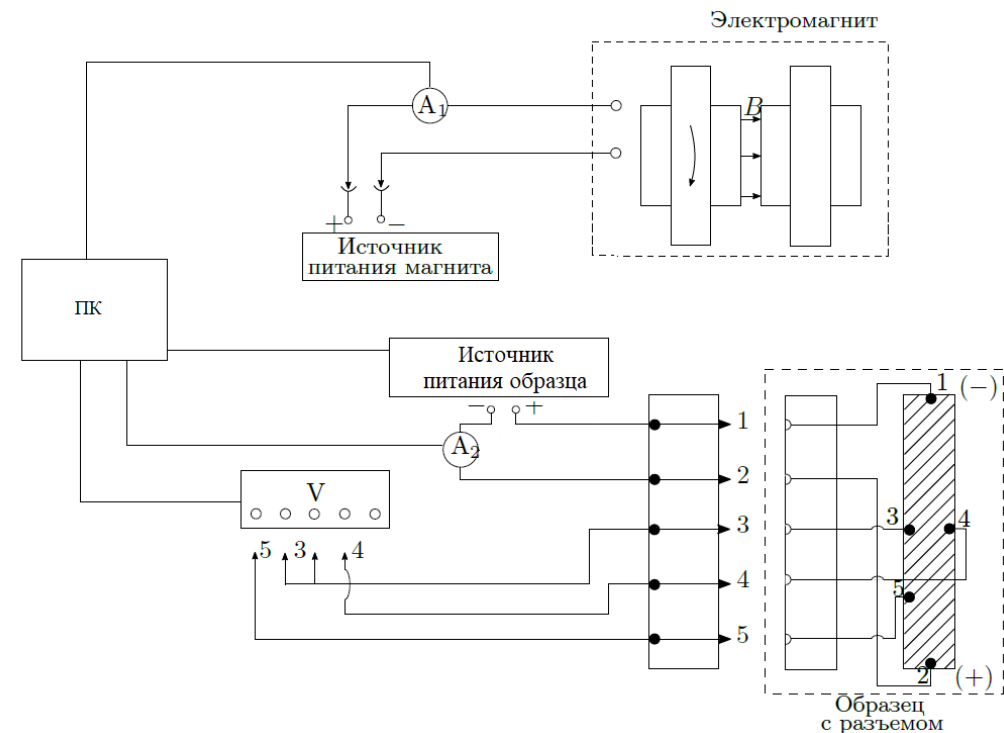 Электромагнит
A1
B
+
−
Источник
питания магнита
ПК
Источник
питания образца
−
+
A2
V
5
3
4
1
2
3
4
5
1
(−)
3
4
5
2
(+)
Образец
с разъемом